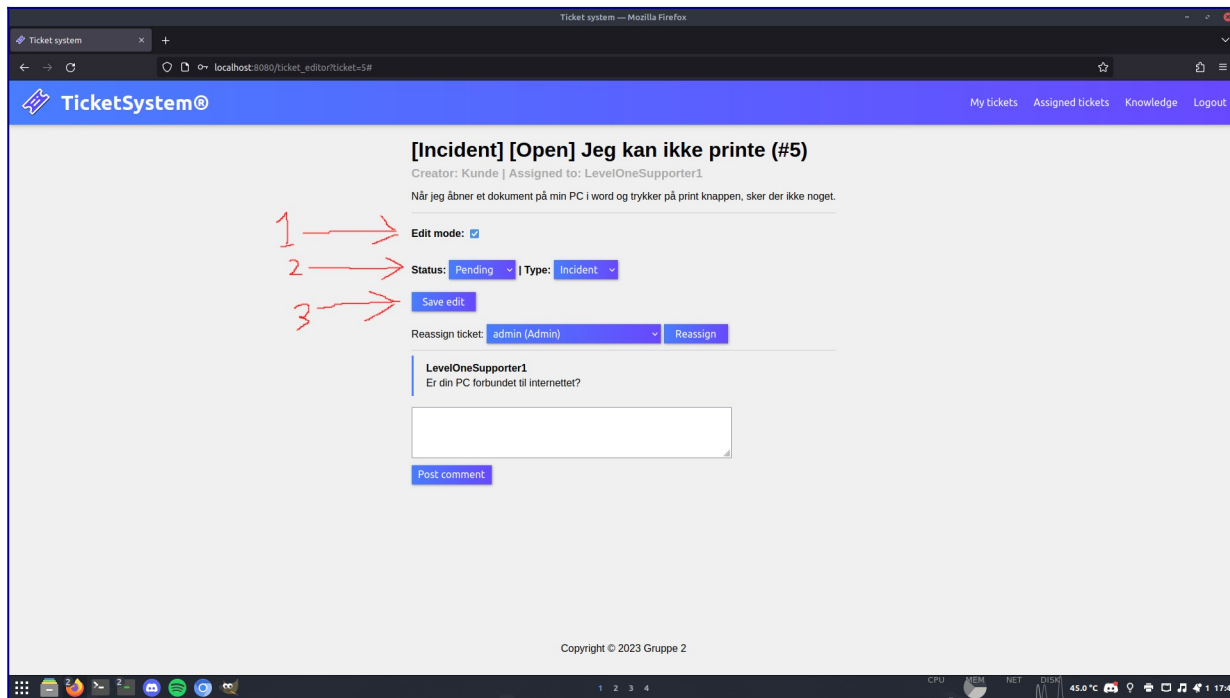 Ticket system — Mozilla Firefox
Ticket system × +
localhost:8080/ticket_editor?ticket=5#
TicketSystem® My tickets Assigned tickets Knowledge Logout
[Incident] [Open] Jeg kan ikke printe (#5)
Creator: Kunde | Assigned to: LevelOneSupporter1
Når jeg åbner et dokument på min PC i word og trykker på print knappen, sker der ikke noget.
1 Edit mode:
2 Status: Pending | Type: Incident
3 Save edit
Reassign ticket: admin (Admin) Reassign
LevelOneSupporter1
Er din PC forbundet til internettet?
Post comment
Copyright © 2023 Gruppe 2
2 2 1 2 3 4 CPU MEM NET DISK 45.0°C 1